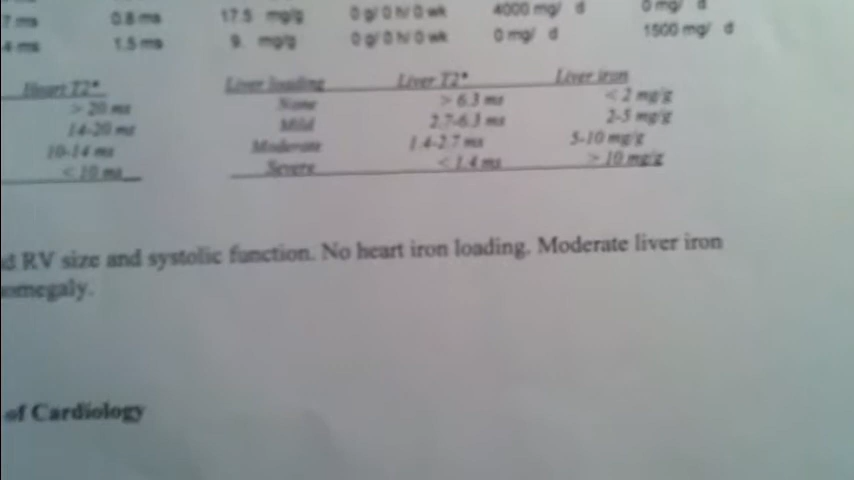 7 ms 0.8 ms 17.5 mg/g 0 g/ 0 h/ 0 wk 4000 mg/ d 0 mg/ d
4 ms 1.5 ms 9. mg/g 0 g/ 0 h/ 0 wk 0 mg/ d 1500 mg/ d
Heart T2* Liver loading Liver T2* Liver iron
> 20 ms None > 6.3 ms < 2 mg/g
14-20 ms Mild 2.7-6.3 ms 2-5 mg/g
10-14 ms Moderate 1.4-2.7 ms 5-10 mg/g
< 10 ms Severe < 1.4 ms > 10 mg/g
d RV size and systolic function. No heart iron loading. Moderate liver iron
omegaly.
of Cardiology